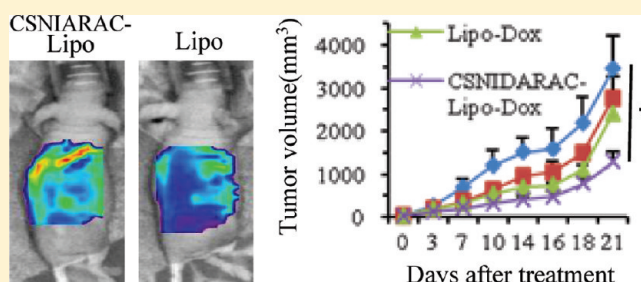 CSNIARAC-
Lipo
Lipo
Tumor volume(mm³)
4000
3000
2000
1000
0
Lipo-Dox
CSNIDARAC-
Lipo-Dox
0 3 7 10 14 16 18 21
Days after treatment